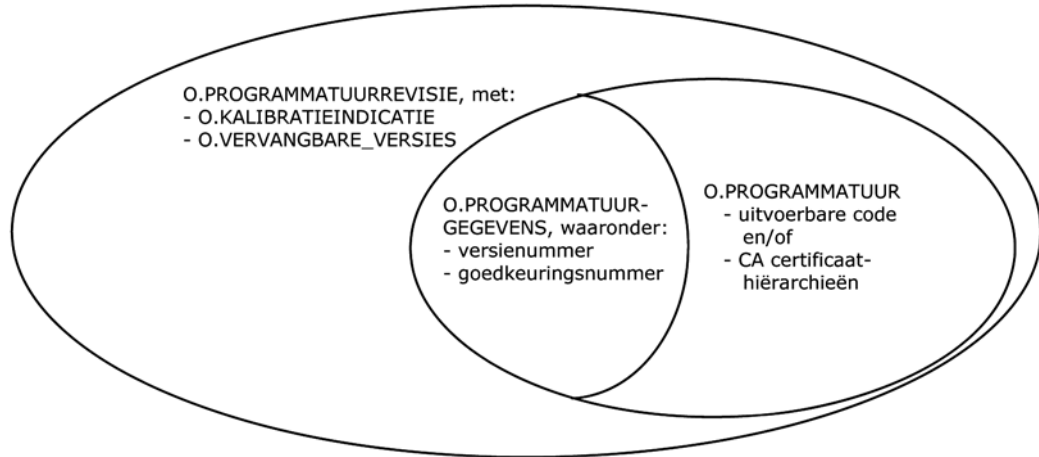 O.PROGRAMMATUURREVISIE, met:
- O.KALIBRATIEINDICATIE
- O.VERVANGBARE_VERSIES
O.PROGRAMMATUUR-
GEGEVENS, waaronder:
- versienummer
- goedkeuringsnummer
O.PROGRAMMATUUR
- uitvoerbare code
en/of
- CA certificaat-
hiërarchieën